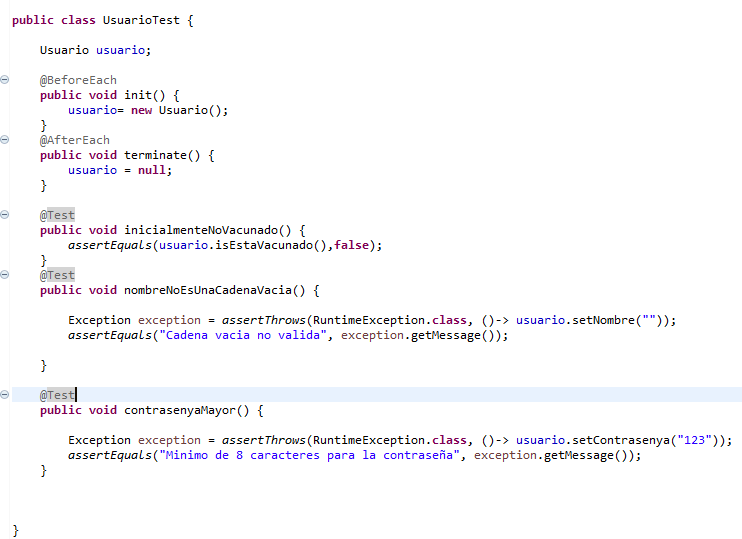 public class UsuarioTest {
Usuario usuario;
@BeforeEach
public void init() {
usuario= new Usuario();
}
@AfterEach
public void terminate() {
usuario = null;
}
@Test
public void inicialmenteNoVacunado() {
assertEquals(usuario.isEstaVacunado(),false);
}
@Test
public void nombreNoEsUnaCadenaVacia() {
Exception exception = assertThrows(RuntimeException.class, ()-> usuario.setNombre(""));
assertEquals("Cadena vacia no valida", exception.getMessage());
}
@Test
public void contrasenyaMayor() {
Exception exception = assertThrows(RuntimeException.class, ()-> usuario.setContrasenya("123"));
assertEquals("Minimo de 8 caracteres para la contraseña", exception.getMessage());
}
}